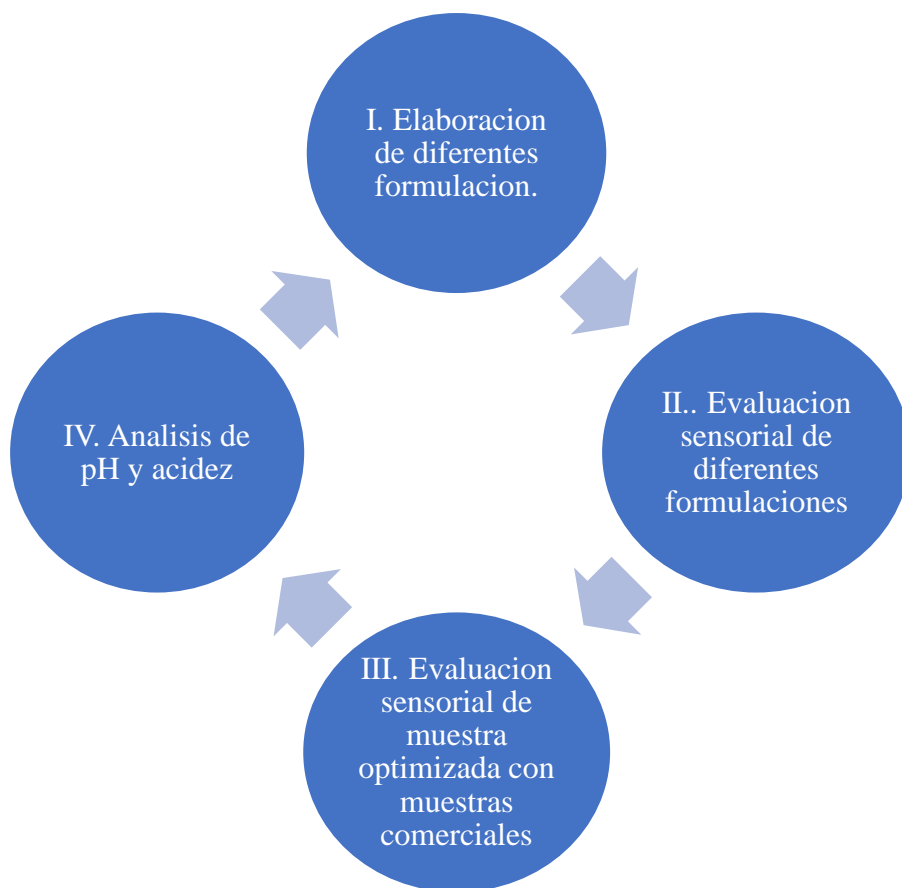 I. Elaboracion
de diferentes
formulacion.
II.. Evaluacion
sensorial de
diferentes
formulaciones
III. Evaluacion
sensorial de
muestra
optimizada con
muestras
comerciales
IV. Analisis de
pH y acidez